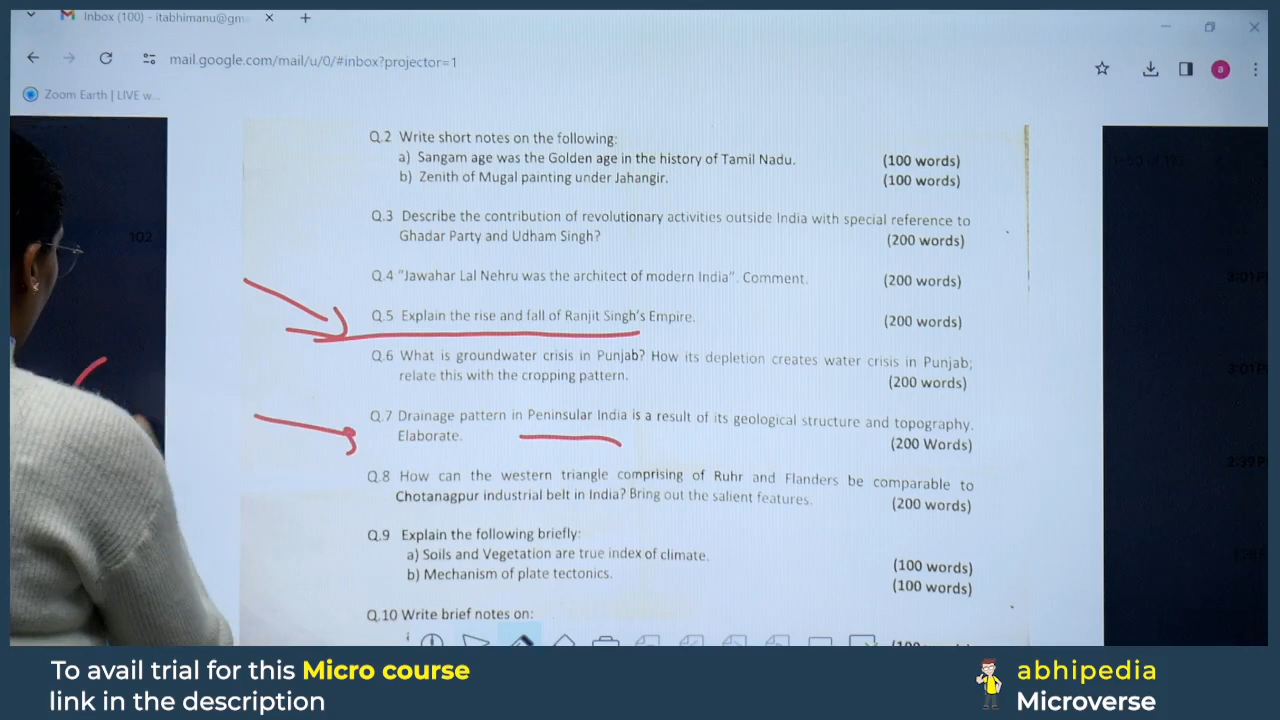 Inbox (100) - itabhimanu@gm
mail.google.com/mail/u/0/#inbox?projector=1
a
Zoom Earth | LIVE w...
102
Q.2 Write short notes on the following:
a) Sangam age was the Golden age in the history of Tamil Nadu. (100 words)
b) Zenith of Mugal painting under Jahangir. (100 words)
Q.3 Describe the contribution of revolutionary activities outside India with special reference to
Ghadar Party and Udham Singh? (200 words)
Q.4 "Jawahar Lal Nehru was the architect of modern India". Comment. (200 words)
Q.5 Explain the rise and fall of Ranjit Singh's Empire. (200 words)
Q.6 What is groundwater crisis in Punjab? How its depletion creates water crisis in Punjab;
relate this with the cropping pattern. (200 words)
Q.7 Drainage pattern in Peninsular India is a result of its geological structure and topography.
Elaborate. (200 Words)
Q.8 How can the western triangle comprising of Ruhr and Flanders be comparable to
Chotanagpur industrial belt in India? Bring out the salient features. (200 words)
Q.9 Explain the following briefly:
a) Soils and Vegetation are true index of climate. (100 words)
b) Mechanism of plate tectonics. (100 words)
Q.10 Write brief notes on:
To avail trial for this Micro course
link in the description
abhipedia
Microverse